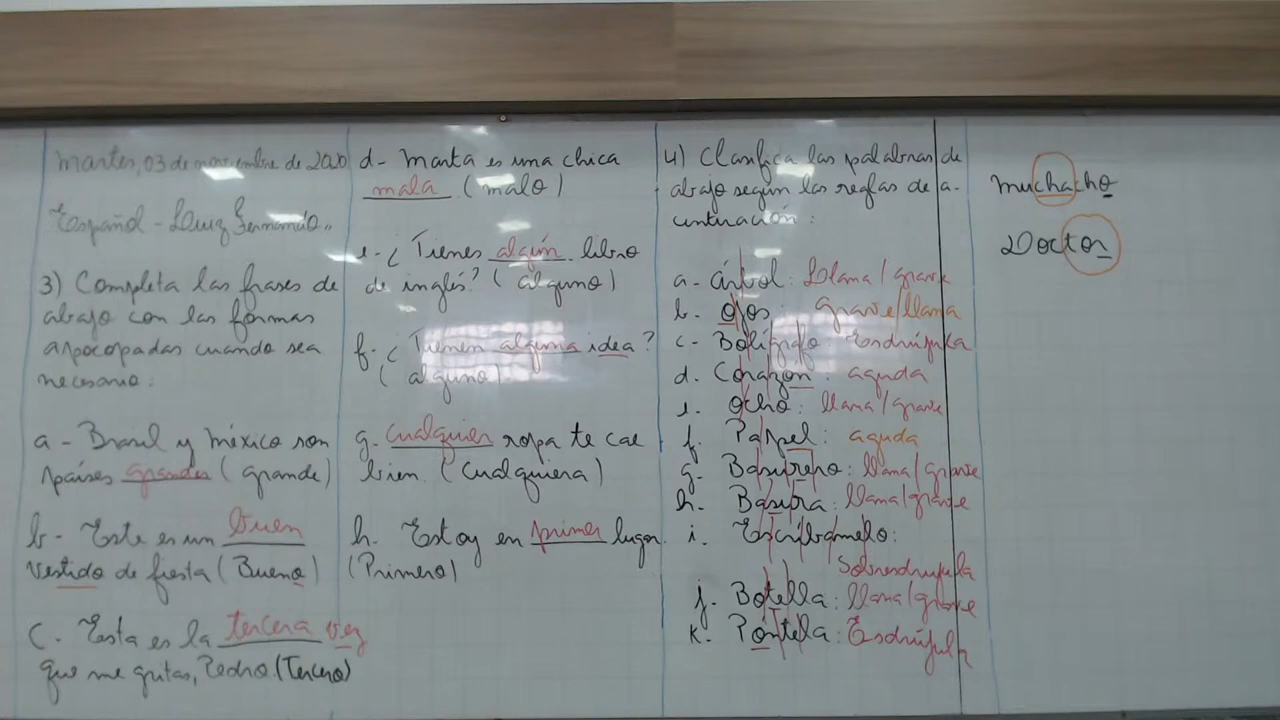 Martes, 03 de noviembre de 2020
Español - Luiz Fernando
3) Completa las frases de
abajo con las formas
apocopadas cuando sea
necesario:
a - Brasil y méxico son
países grandes (grande)
b - Este es un buen
vestido de fiesta (Bueno)
c - Esta es la tercera vez
que me gritas, Pedro. (Tercero)
d - Marta es una chica
mala (malo)
e - ¿Tienes algún libro
de inglés? (alguno)
f - ¿Tienen alguna idea?
(alguno)
g - Cualquier ropa te cae
bien. (Cualquiera)
h. Estoy en primer lugar.
(Primero)
4) Clasifica las palabras de
abajo según las reglas de a-
centuación:
a - árbol: Llana/grave
b. ojos: Grave/llana
c - Bolígrafo: Esdrújula
d. Corazón: aguda
e. ocho: llana/grave
f. Papel: aguda
g - Basurero: llana/grave
h. Basura: llana/grave
i. Escríbamelo:
Sobresdrújula
j. Botella: llana/grave
k. Póntela: Esdrújula
muchacho
Doctor